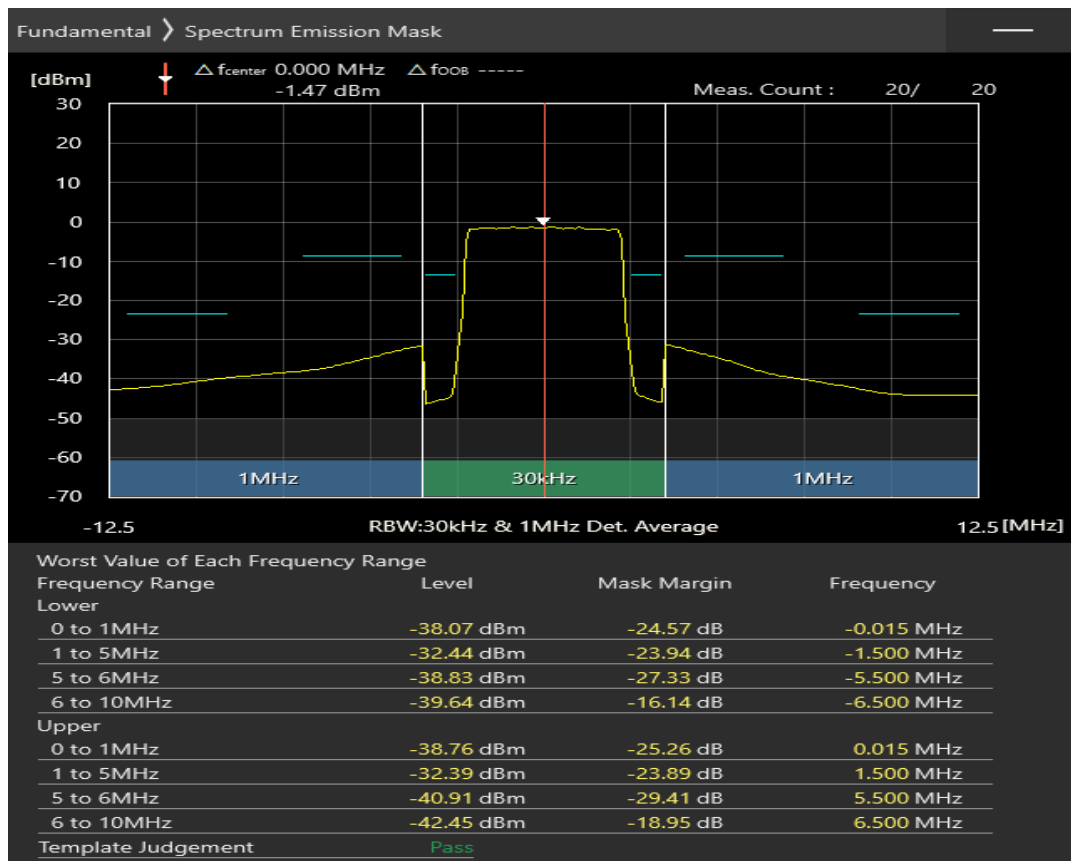 Fundamental ❯ Spectrum Emission Mask
[dBm] △ fcenter 0.000 MHz △ fOOB -----
-1.47 dBm Meas. Count : 20/ 20
30
20
10
0
-10
-20
-30
-40
-50
-60
-70
1MHz 30kHz 1MHz
-12.5 RBW:30kHz & 1MHz Det. Average 12.5 [MHz]
Worst Value of Each Frequency Range
Frequency Range Level Mask Margin Frequency
Lower
0 to 1MHz -38.07 dBm -24.57 dB -0.015 MHz
1 to 5MHz -32.44 dBm -23.94 dB -1.500 MHz
5 to 6MHz -38.83 dBm -27.33 dB -5.500 MHz
6 to 10MHz -39.64 dBm -16.14 dB -6.500 MHz
Upper
0 to 1MHz -38.76 dBm -25.26 dB 0.015 MHz
1 to 5MHz -32.39 dBm -23.89 dB 1.500 MHz
5 to 6MHz -40.91 dBm -29.41 dB 5.500 MHz
6 to 10MHz -42.45 dBm -18.95 dB 6.500 MHz
Template Judgement Pass